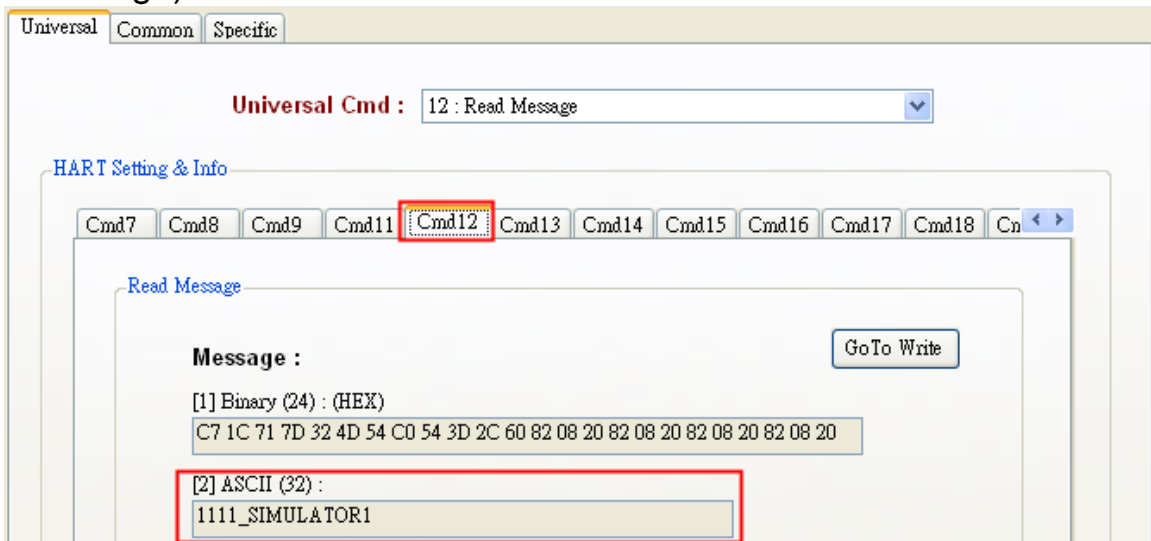 Universal Common Specific
Universal Cmd : 12 : Read Message
HART Setting & Info
Cmd7 Cmd8 Cmd9 Cmd11 Cmd12 Cmd13 Cmd14 Cmd15 Cmd16 Cmd17 Cmd18 Cn
Read Message
Message : GoTo Write
[1] Binary (24) : (HEX)
C7 1C 71 7D 32 4D 54 C0 54 3D 2C 60 82 08 20 82 08 20 82 08 20 82 08 20
[2] ASCII (32) :
1111_SIMULATOR1